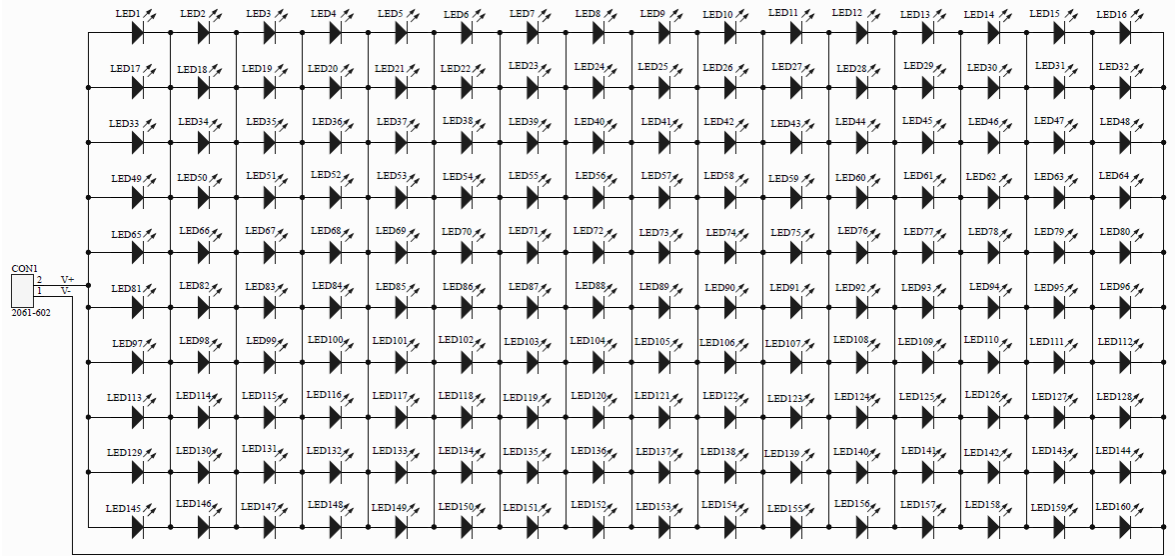 LED1 LED2 LED3 LED4 LED5 LED6 LED7 LED8 LED9 LED10 LED11 LED12 LED13 LED14 LED15 LED16
LED17 LED18 LED19 LED20 LED21 LED22 LED23 LED24 LED25 LED26 LED27 LED28 LED29 LED30 LED31 LED32
LED33 LED34 LED35 LED36 LED37 LED38 LED39 LED40 LED41 LED42 LED43 LED44 LED45 LED46 LED47 LED48
LED49 LED50 LED51 LED52 LED53 LED54 LED55 LED56 LED57 LED58 LED59 LED60 LED61 LED62 LED63 LED64
LED65 LED66 LED67 LED68 LED69 LED70 LED71 LED72 LED73 LED74 LED75 LED76 LED77 LED78 LED79 LED80
CON1
2 V+
1 V-
2061-602
LED81 LED82 LED83 LED84 LED85 LED86 LED87 LED88 LED89 LED90 LED91 LED92 LED93 LED94 LED95 LED96
LED97 LED98 LED99 LED100 LED101 LED102 LED103 LED104 LED105 LED106 LED107 LED108 LED109 LED110 LED111 LED112
LED113 LED114 LED115 LED116 LED117 LED118 LED119 LED120 LED121 LED122 LED123 LED124 LED125 LED126 LED127 LED128
LED129 LED130 LED131 LED132 LED133 LED134 LED135 LED136 LED137 LED138 LED139 LED140 LED141 LED142 LED143 LED144
LED145 LED146 LED147 LED148 LED149 LED150 LED151 LED152 LED153 LED154 LED155 LED156 LED157 LED158 LED159 LED160